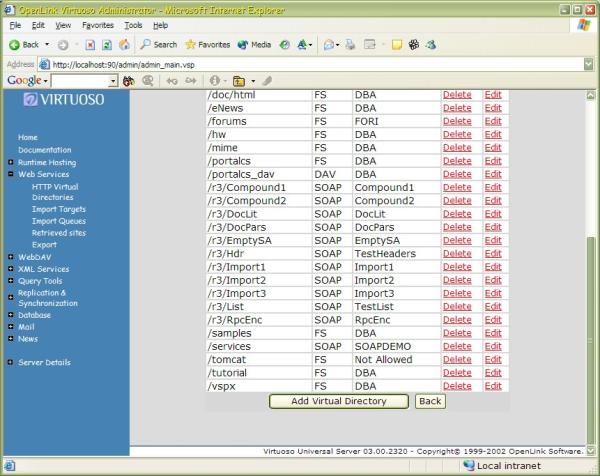 OpenLink Virtuoso Administrator - Microsoft Internet Explorer
File Edit View Favorites Tools Help
Back Search Favorites Media
Address http://localhost:90/admin/admin_main.vsp
Google
VIRTUOSO
Home
Documentation
Runtime Hosting
Web Services
HTTP Virtual
Directories
Import Targets
Import Queues
Retrieved sites
Export
WebDAV
XML Services
Query Tools
Replication &
Synchronization
Database
Mail
News
Server Details
/doc/html FS DBA Delete Edit
/eNews FS DBA Delete Edit
/forums FS FORI Delete Edit
/hw FS DBA Delete Edit
/mime FS DBA Delete Edit
/portalcs FS DBA Delete Edit
/portalcs_dav DAV DBA Delete Edit
/r3/Compound1 SOAP Compound1 Delete Edit
/r3/Compound2 SOAP Compound2 Delete Edit
/r3/DocLit SOAP DocLit Delete Edit
/r3/DocPars SOAP DocPars Delete Edit
/r3/EmptySA SOAP EmptySA Delete Edit
/r3/Hdr SOAP TestHeaders Delete Edit
/r3/Import1 SOAP Import1 Delete Edit
/r3/Import2 SOAP Import2 Delete Edit
/r3/Import3 SOAP Import3 Delete Edit
/r3/List SOAP TestList Delete Edit
/r3/RpcEnc SOAP RpcEnc Delete Edit
/samples FS DBA Delete Edit
/services SOAP SOAPDEMO Delete Edit
/tomcat FS Not Allowed Delete Edit
/tutorial FS DBA Delete Edit
/vspx FS DBA Delete Edit
Add Virtual Directory Back
Virtuoso Universal Server 03.00.2320 - Copyright© 1999-2002 OpenLink Software.
Local intranet